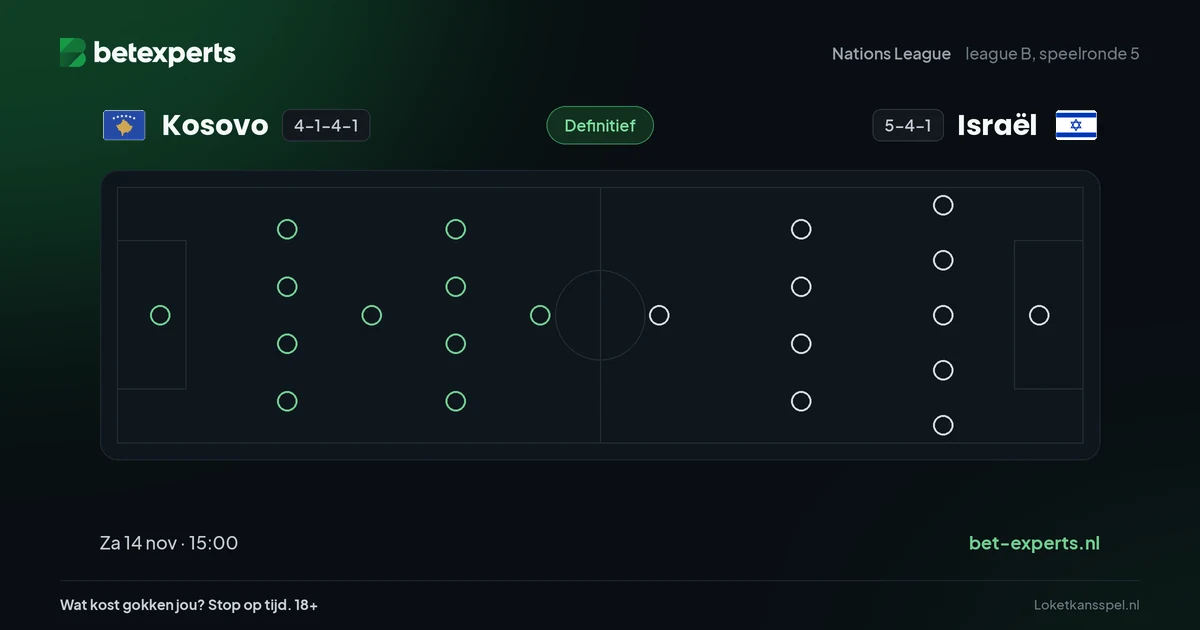 betexperts
Nations League league B, speelronde 5
Kosovo 4-1-4-1
Definitief
5-4-1 Israël
Za 14 nov · 15:00
bet-experts.nl
Wat kost gokken jou? Stop op tijd. 18+
Loketkansspel.nl